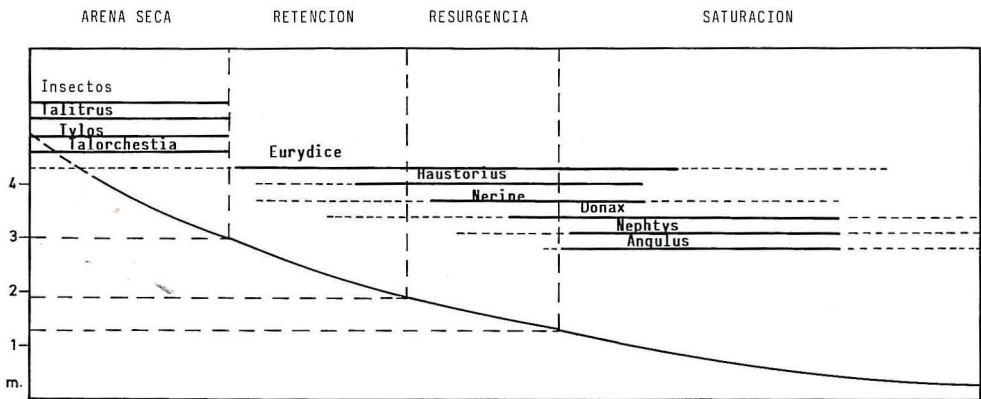 ARENA SECA RETENCION RESURGENCIA SATURACION
Insectos
Talitrus
Tylos
Talorchestia
Eurydice
Haustorius
Nerine
Donax
Nephtys
Angulus
4
3
2
1
m.